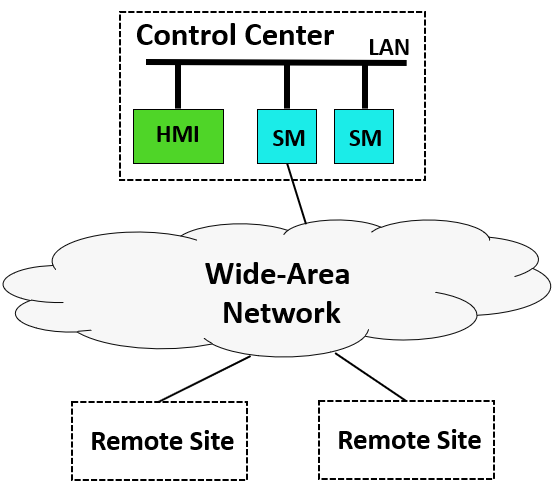 Control Center
LAN
HMI
SM
SM
Wide-Area
Network
Remote Site
Remote Site